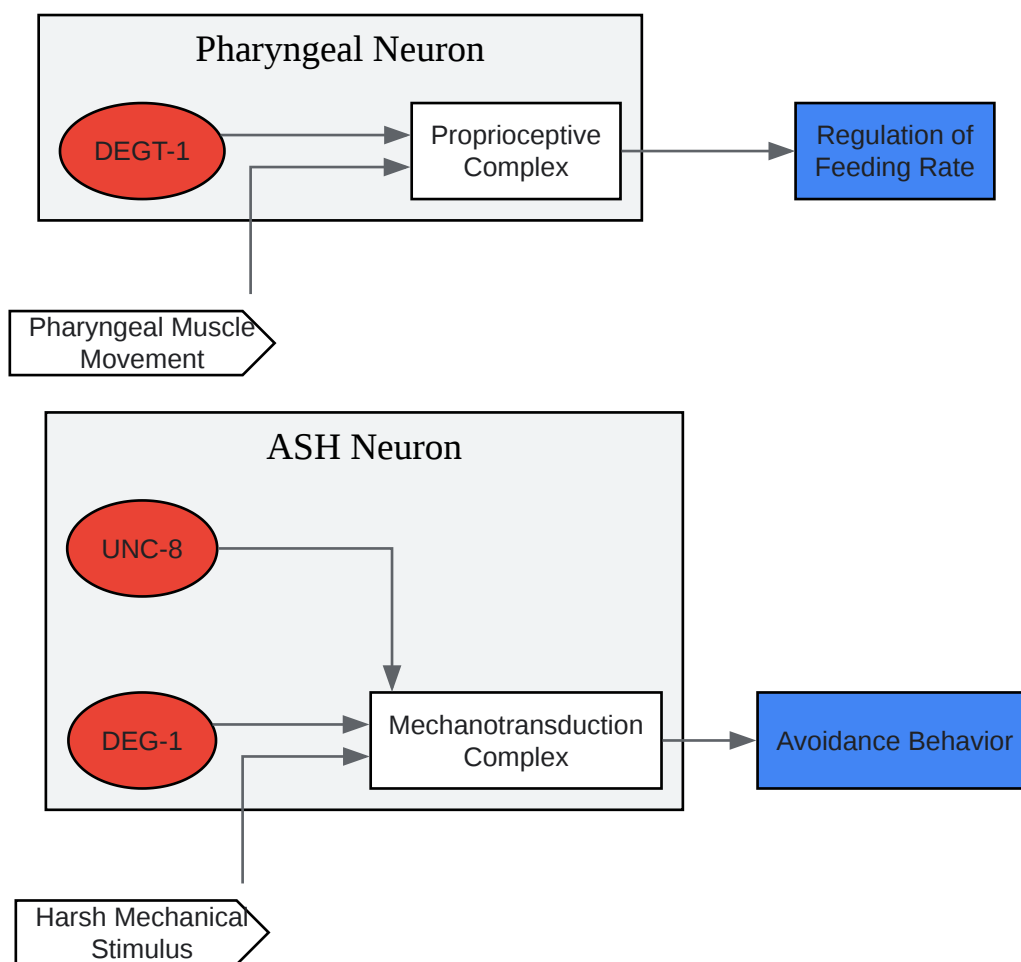 Pharyngeal Neuron
DEGT-1
Proprioceptive
Complex
Regulation of
Feeding Rate
Pharyngeal Muscle
Movement
ASH Neuron
UNC-8
DEG-1
Mechanotransduction
Complex
Avoidance Behavior
Harsh Mechanical
Stimulus